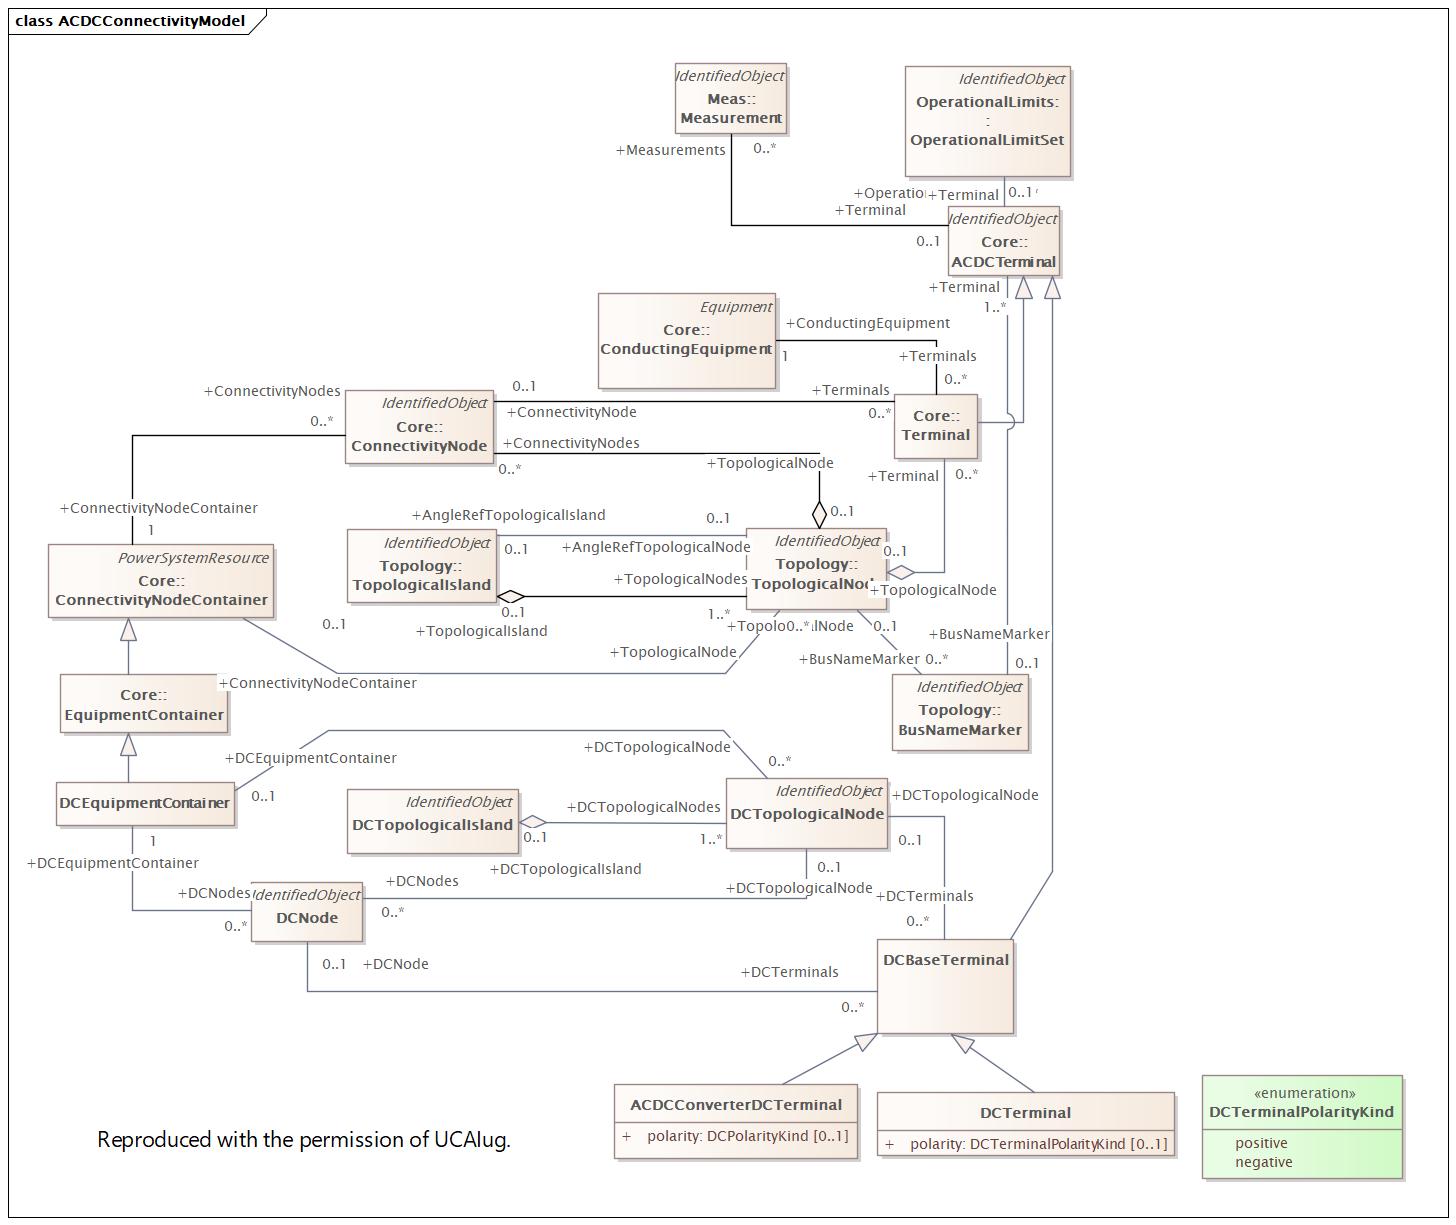 class ACDCConnectivityModel
IdentifiedObject
Meas::
Measurement
IdentifiedObject
OperationalLimits:
:
OperationalLimitSet
+Measurements
0..*
+Terminal
0..1
+Terminal
0..1
IdentifiedObject
Core::
ACDCTerminal
+Terminal
1..*
Equipment
Core::
ConductingEquipment
+ConductingEquipment
1
+Terminals
0..*
+ConnectivityNodes
0..*
IdentifiedObject
Core::
ConnectivityNode
0..1
+ConnectivityNode
+Terminals
0..*
Core::
Terminal
+ConnectivityNodes
0..*
+TopologicalNode
0..1
+Terminal
0..*
+ConnectivityNodeContainer
1
+AngleRefTopologicalIsland
0..1
0..1
+AngleRefTopologicalNode
IdentifiedObject
Topology::
TopologicalIsland
IdentifiedObject
Topology::
0..1
+TopologicalNode
+TopologicalNodes
0..1
1..*
+TopologicalIsland
PowerSystemResource
Core::
ConnectivityNodeContainer
0..1
0..*
+TopologicalNode
+ConnectivityNodeContainer
0..1
+BusNameMarker
+BusNameMarker
0..*
0..1
IdentifiedObject
Topology::
BusNameMarker
Core::
EquipmentContainer
+DCEquipmentContainer
0..1
+DCTopologicalNode
0..*
DCEquipmentContainer
IdentifiedObject
DCTopologicalIsland
+DCTopologicalNodes
0..1
1..*
+DCTopologicalIsland
IdentifiedObject
DCTopologicalNode
+DCTopologicalNode
0..1
1
+DCEquipmentContainer
+DCNodes
0..*
IdentifiedObject
DCNode
+DCNodes
0..*
0..1
+DCTopologicalNode
+DCTerminals
0..*
0..1
+DCNode
+DCTerminals
0..*
DCBaseTerminal
ACDCConverterDCTerminal
+ polarity: DCPolarityKind [0..1]
DCTerminal
+ polarity: DCTerminalPolarityKind [0..1]
«enumeration»
DCTerminalPolarityKind
positive
negative
Reproduced with the permission of UCAIug.